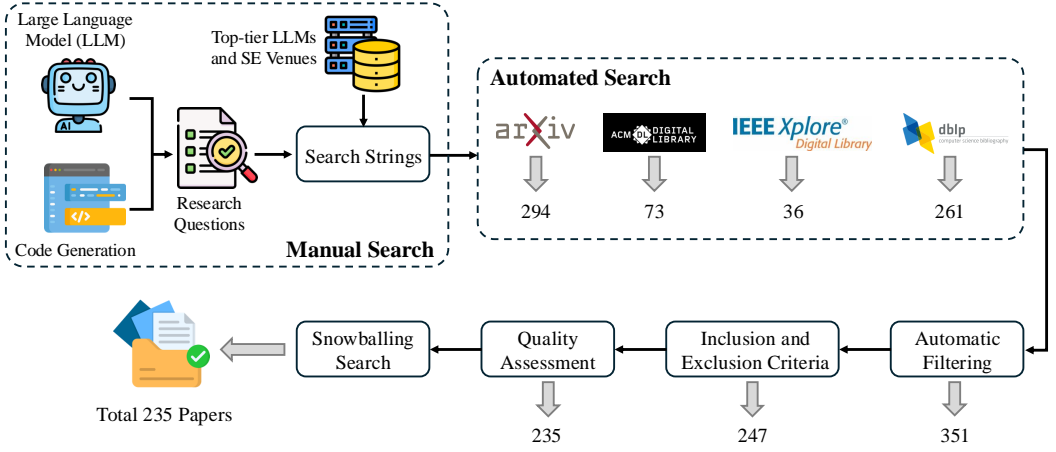 Large Language
Model (LLM)
AI
Code Generation
Research
Questions
Top-tier LLMs
and SE Venues
Search Strings
Manual Search
Automated Search
arXiv
ACM DL DIGITAL
LIBRARY
IEEE Xplore®
Digital Library
dblp
computer science bibliography
294
73
36
261
Automatic
Filtering
351
Inclusion and
Exclusion Criteria
247
Quality
Assessment
235
Snowballing
Search
Total 235 Papers